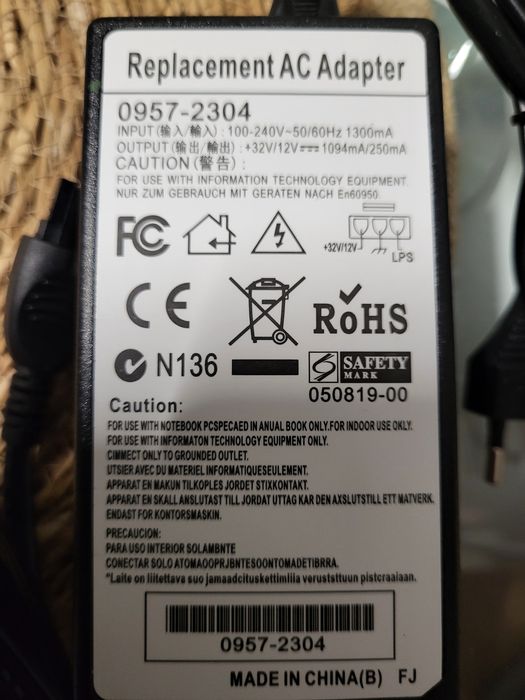 Replacement AC Adapter
0957-2304
INPUT (输入/輸入) : 100-240V~50/60Hz 1300mA
OUTPUT (输出/輸出) : +32V/12V⎓ 1094mA/250mA
CAUTION (警告) :
FOR USE WITH INFORMATION TECHNOLOGY EQUIPMENT.
NUR ZUM GEBRAUCH MIT GERATEN NACH En60950.
FC
+32V/12V
LPS
CE
RoHS
N136
SAFETY
MARK
050819-00
Caution:
FOR USE WITH NOTEBOOK PCSPECAED IN ANUAL BOOK ONLY.FOR INDOOR USE OKLY.
FOR USE WITH INFORMATON TECHNOLOGY EQUIPMENT ONLY.
CIMMECT ONLY TO GROUNDED OUTLET.
UTSIER AVEC DU MATERIEL INFORMATIQUESEULEMENT.
APPARAT EN MAKUN TILKOPLES JORDET STIXKONTAKT.
APPARAT EN SKALL ANSLUTAST TILL JORDAT UTTAG KAR DEN AXSLUTSTILL ETT MATVERK.
ENDAST FOR KONTORSMASKIN.
PRECAUCION:
PARA USO INTERIOR SOLAMBNTE
CONECTAR SOLO ATOMAOOPRJBNTESOONTOMADETIBRRA.
"Laite on liitettava suo jamaadcituskettimliia veruststtuun pistcraaiaan.
0957-2304
MADE IN CHINA(B) FJ